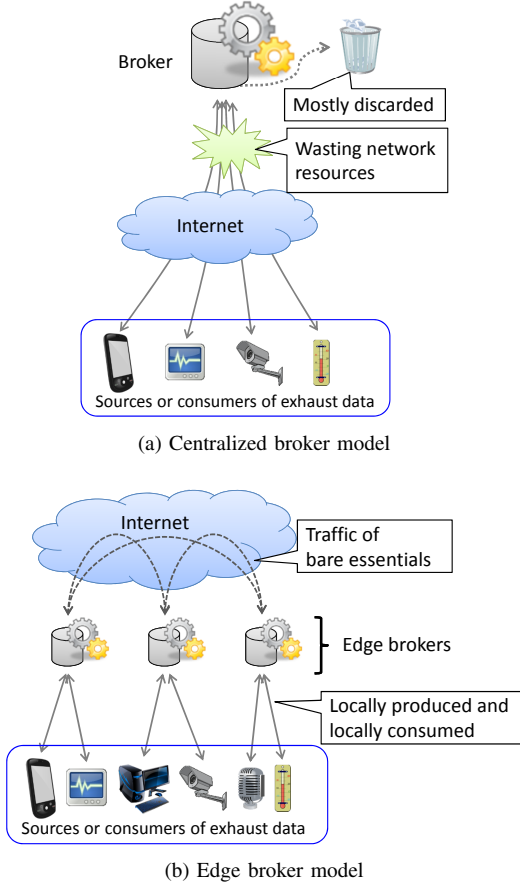 Broker
Mostly discarded
Wasting network
resources
Internet
Sources or consumers of exhaust data
(a) Centralized broker model
Internet
Traffic of
bare essentials
Edge brokers
Locally produced and
locally consumed
Sources or consumers of exhaust data
(b) Edge broker model